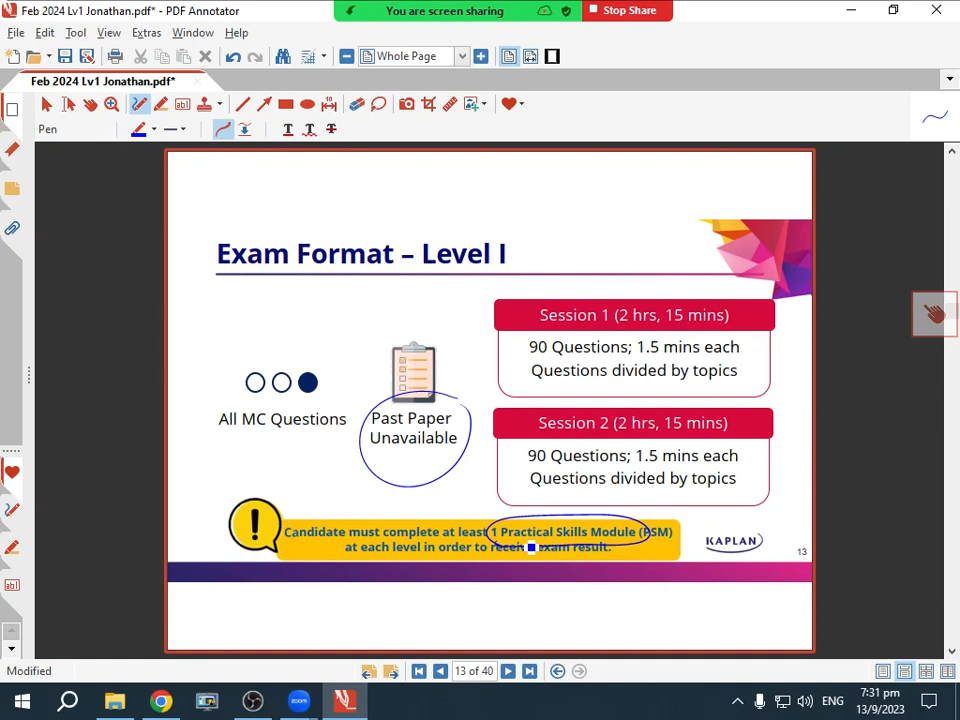 Feb 2024 Lv1 Jonathan.pdf* - PDF Annotator
You are screen sharing
Stop Share
File Edit Tool View Extras Window Help
Whole Page
Feb 2024 Lv1 Jonathan.pdf*
Pen
Exam Format – Level I
Session 1 (2 hrs, 15 mins)
90 Questions; 1.5 mins each
Questions divided by topics
All MC Questions
Past Paper
Unavailable
Session 2 (2 hrs, 15 mins)
90 Questions; 1.5 mins each
Questions divided by topics
Candidate must complete at least 1 Practical Skills Module (PSM)
at each level in order to receive exam result.
KAPLAN
13
Modified
13 of 40
zoom
ENG
7:31 pm
13/9/2023